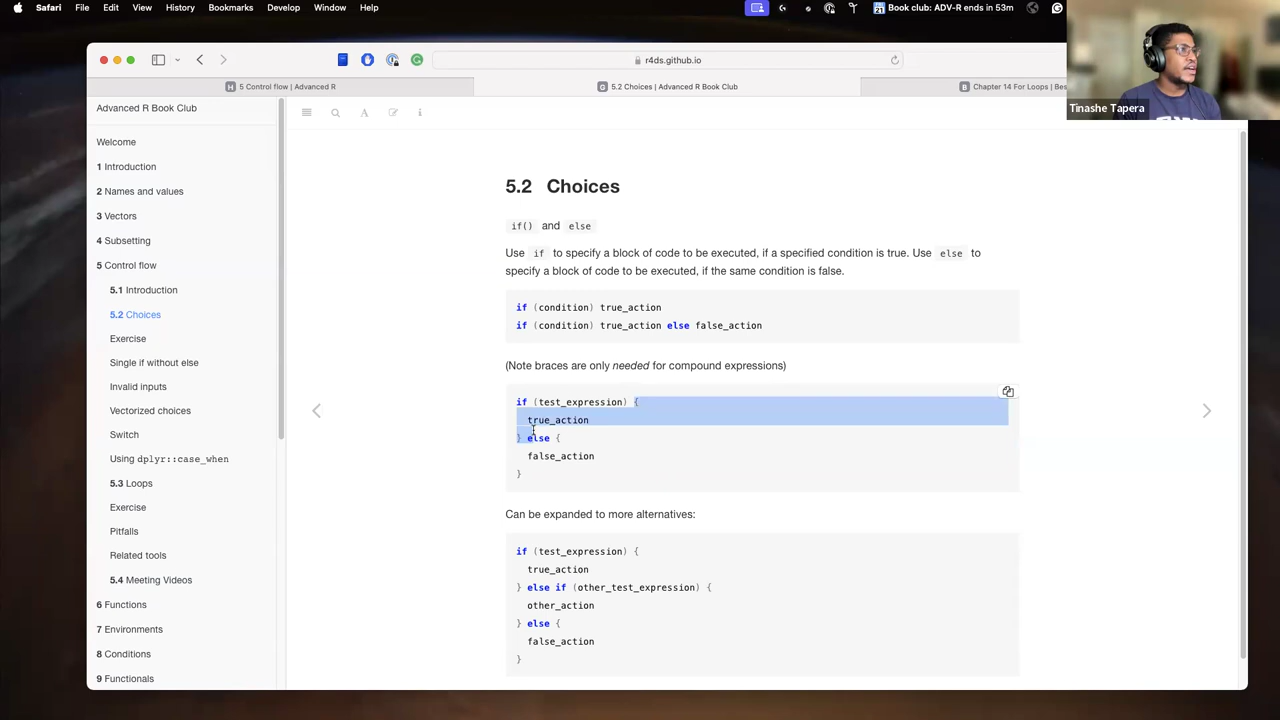 Safari File Edit View History Bookmarks Develop Window Help
21 Book club: ADV-R ends in 53m
r4ds.github.io
H 5 Control flow | Advanced R
G 5.2 Choices | Advanced R Book Club
Chapter 14 For Loops | Bes
Tinashe Tapera
Advanced R Book Club
Welcome
1 Introduction
2 Names and values
3 Vectors
4 Subsetting
5 Control flow
5.1 Introduction
5.2 Choices
Exercise
Single if without else
Invalid inputs
Vectorized choices
Switch
Using dplyr::case_when
5.3 Loops
Exercise
Pitfalls
Related tools
5.4 Meeting Videos
6 Functions
7 Environments
8 Conditions
9 Functionals
5.2 Choices
if() and else
Use if to specify a block of code to be executed, if a specified condition is true. Use else to
specify a block of code to be executed, if the same condition is false.
if (condition) true_action
if (condition) true_action else false_action
(Note braces are only needed for compound expressions)
if (test_expression) {
true_action
} else {
false_action
}
Can be expanded to more alternatives:
if (test_expression) {
true_action
} else if (other_test_expression) {
other_action
} else {
false_action
}